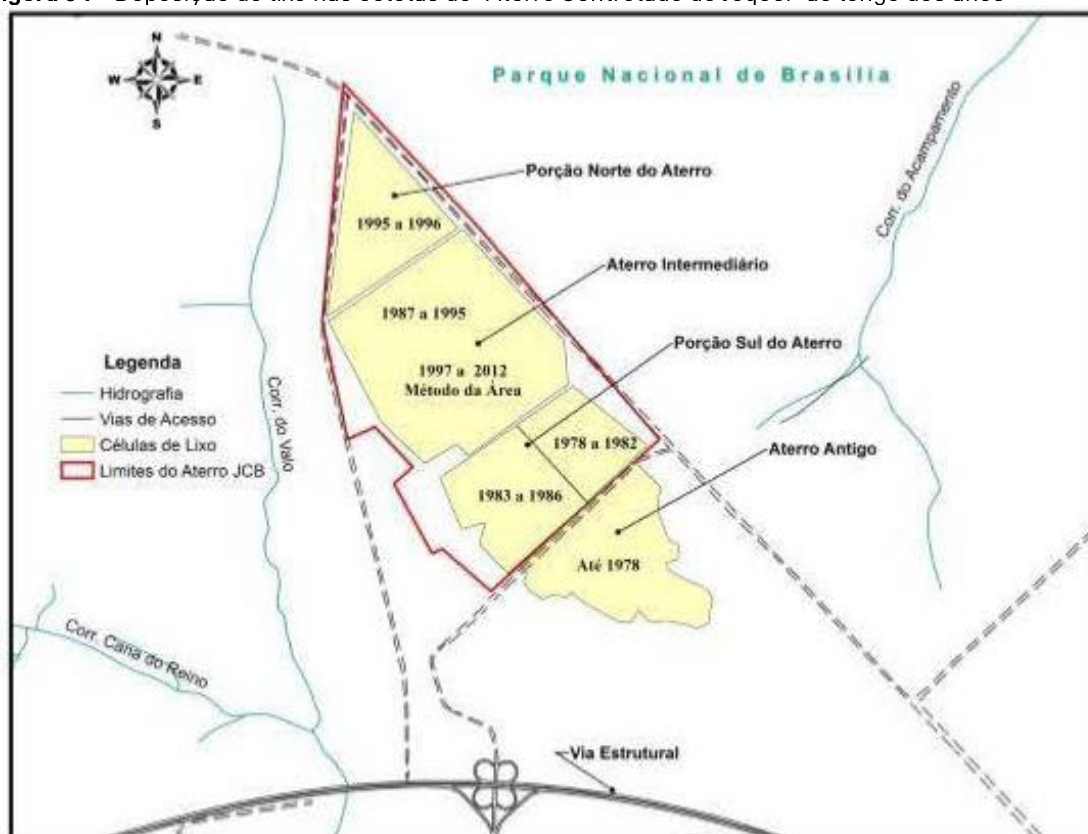 N
W E
S
Parque Nacional de Brasília
Corr. do Acampamento
Porção Norte do Aterro
1995 a 1996
Aterro Intermediário
1987 a 1995
Porção Sul do Aterro
1997 a 2012
Método da Área
Legenda
Hidrografia
Vias de Acesso
Células de Lixo
Limites do Aterro JCB
Corr. do Valo
1978 a 1982
Aterro Antigo
1983 a 1986
Até 1978
Corr. Cana do Reino
Via Estrutural